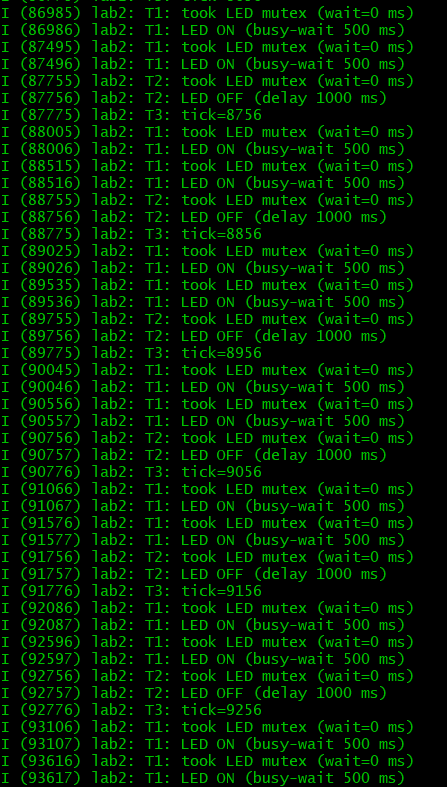 I (86985) lab2: T1: took LED mutex (wait=0 ms)
I (86986) lab2: T1: LED ON (busy-wait 500 ms)
I (87495) lab2: T1: took LED mutex (wait=0 ms)
I (87496) lab2: T1: LED ON (busy-wait 500 ms)
I (87755) lab2: T2: took LED mutex (wait=0 ms)
I (87756) lab2: T2: LED OFF (delay 1000 ms)
I (87775) lab2: T3: tick=8756
I (88005) lab2: T1: took LED mutex (wait=0 ms)
I (88006) lab2: T1: LED ON (busy-wait 500 ms)
I (88515) lab2: T1: took LED mutex (wait=0 ms)
I (88516) lab2: T1: LED ON (busy-wait 500 ms)
I (88755) lab2: T2: took LED mutex (wait=0 ms)
I (88756) lab2: T2: LED OFF (delay 1000 ms)
I (88775) lab2: T3: tick=8856
I (89025) lab2: T1: took LED mutex (wait=0 ms)
I (89026) lab2: T1: LED ON (busy-wait 500 ms)
I (89535) lab2: T1: took LED mutex (wait=0 ms)
I (89536) lab2: T1: LED ON (busy-wait 500 ms)
I (89755) lab2: T2: took LED mutex (wait=0 ms)
I (89756) lab2: T2: LED OFF (delay 1000 ms)
I (89775) lab2: T3: tick=8956
I (90045) lab2: T1: took LED mutex (wait=0 ms)
I (90046) lab2: T1: LED ON (busy-wait 500 ms)
I (90556) lab2: T1: took LED mutex (wait=0 ms)
I (90557) lab2: T1: LED ON (busy-wait 500 ms)
I (90756) lab2: T2: took LED mutex (wait=0 ms)
I (90757) lab2: T2: LED OFF (delay 1000 ms)
I (90776) lab2: T3: tick=9056
I (91066) lab2: T1: took LED mutex (wait=0 ms)
I (91067) lab2: T1: LED ON (busy-wait 500 ms)
I (91576) lab2: T1: took LED mutex (wait=0 ms)
I (91577) lab2: T1: LED ON (busy-wait 500 ms)
I (91756) lab2: T2: took LED mutex (wait=0 ms)
I (91757) lab2: T2: LED OFF (delay 1000 ms)
I (91776) lab2: T3: tick=9156
I (92086) lab2: T1: took LED mutex (wait=0 ms)
I (92087) lab2: T1: LED ON (busy-wait 500 ms)
I (92596) lab2: T1: took LED mutex (wait=0 ms)
I (92597) lab2: T1: LED ON (busy-wait 500 ms)
I (92756) lab2: T2: took LED mutex (wait=0 ms)
I (92757) lab2: T2: LED OFF (delay 1000 ms)
I (92776) lab2: T3: tick=9256
I (93106) lab2: T1: took LED mutex (wait=0 ms)
I (93107) lab2: T1: LED ON (busy-wait 500 ms)
I (93616) lab2: T1: took LED mutex (wait=0 ms)
I (93617) lab2: T1: LED ON (busy-wait 500 ms)